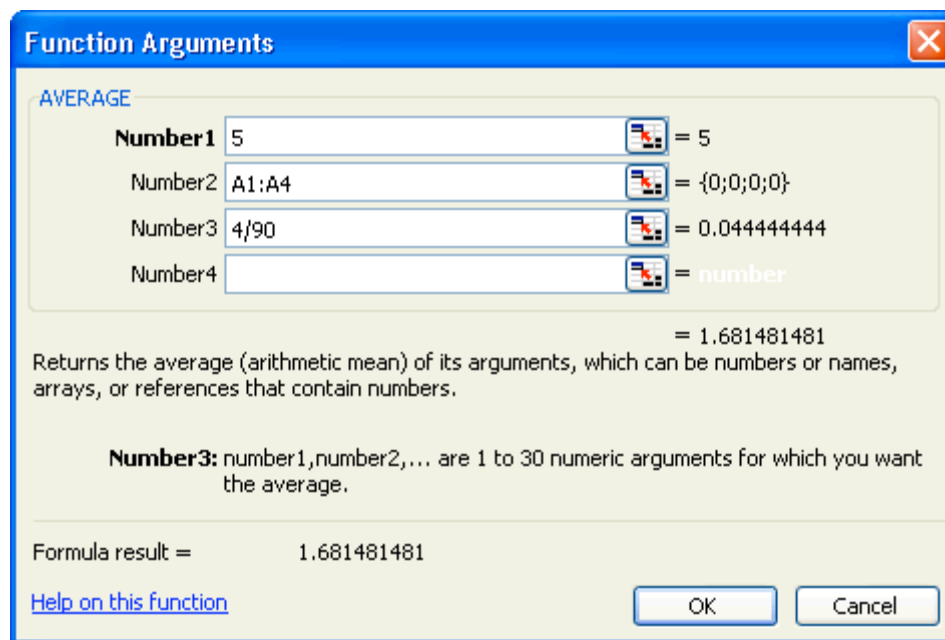 Function Arguments
AVERAGE
Number1 5 = 5
Number2 A1:A4 = {0;0;0;0}
Number3 4/90 = 0.044444444
Number4 = number
= 1.681481481
Returns the average (arithmetic mean) of its arguments, which can be numbers or names,
arrays, or references that contain numbers.
Number3: number1,number2,... are 1 to 30 numeric arguments for which you want
the average.
Formula result = 1.681481481
Help on this function OK Cancel